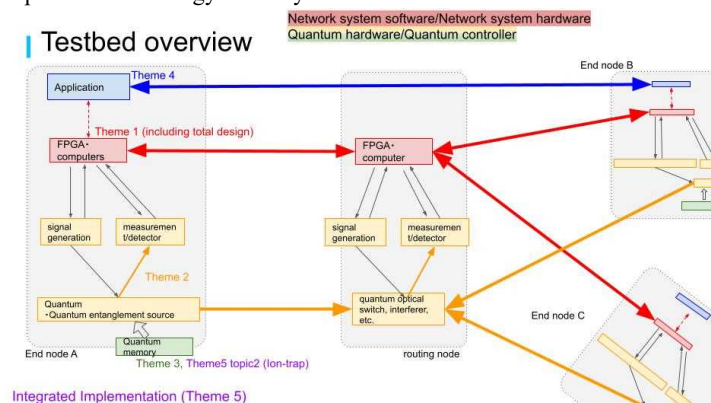 Network system software/Network system hardware
Quantum hardware/Quantum controller
Testbed overview
End node B
Application
Theme 4
Theme 1 (including total design)
FPGA・
computers
FPGA・
computer
signal
generation
measuremen
t/detector
signal
generation
measuremen
t/detector
Theme 2
Quantum
・Quantum entanglement source
quantum optical
switch, interferer,
etc.
End node C
End node A
Quantum
memory
routing node
Theme 3, Theme5 topic2 (Ion-trap)
Integrated Implementation (Theme 5)